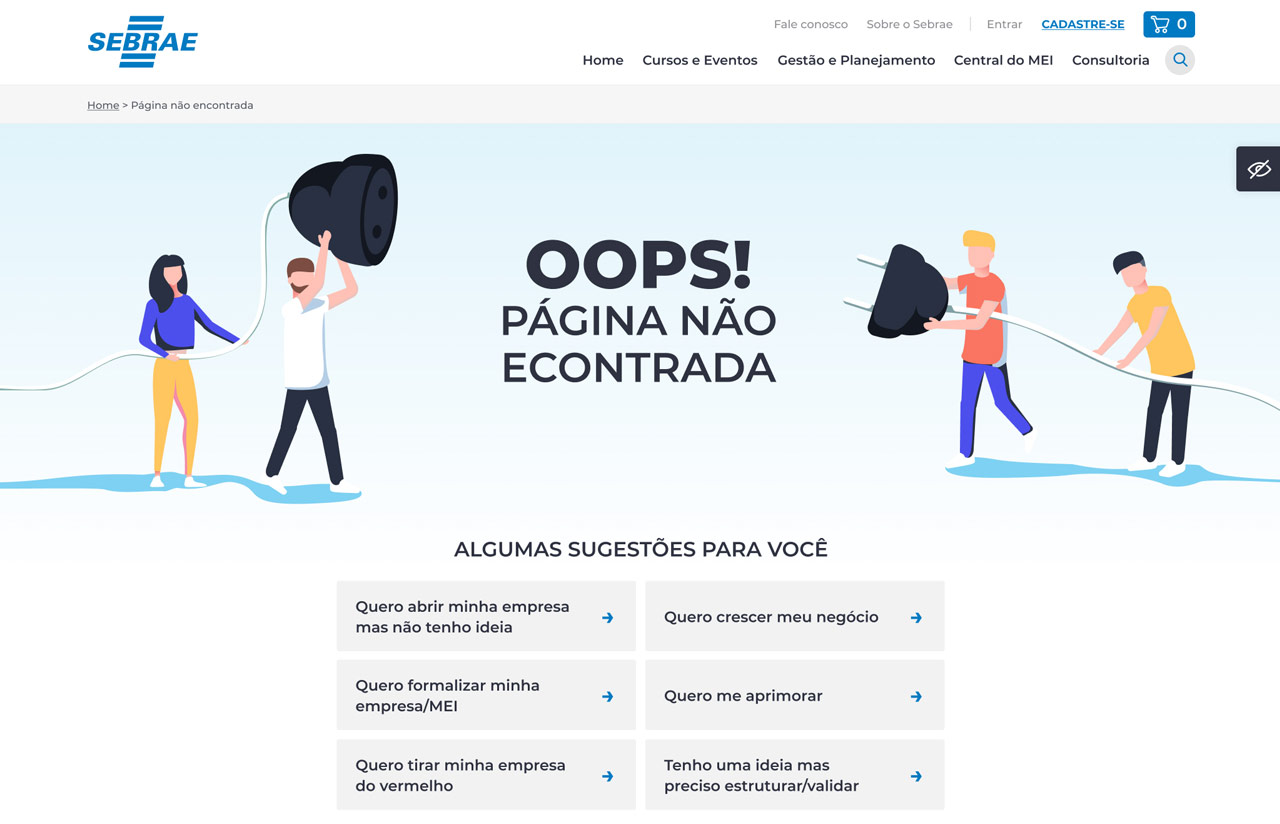 SEBRAE
Fale conosco Sobre o Sebrae Entrar CADASTRE-SE 0
Home Cursos e Eventos Gestão e Planejamento Central do MEI Consultoria
Home > Página não encontrada
OOPS!
PÁGINA NÃO
ECONTRADA
ALGUMAS SUGESTÕES PARA VOCÊ
Quero abrir minha empresa
mas não tenho ideia
Quero crescer meu negócio
Quero formalizar minha
empresa/MEI
Quero me aprimorar
Quero tirar minha empresa
do vermelho
Tenho uma ideia mas
preciso estruturar/validar